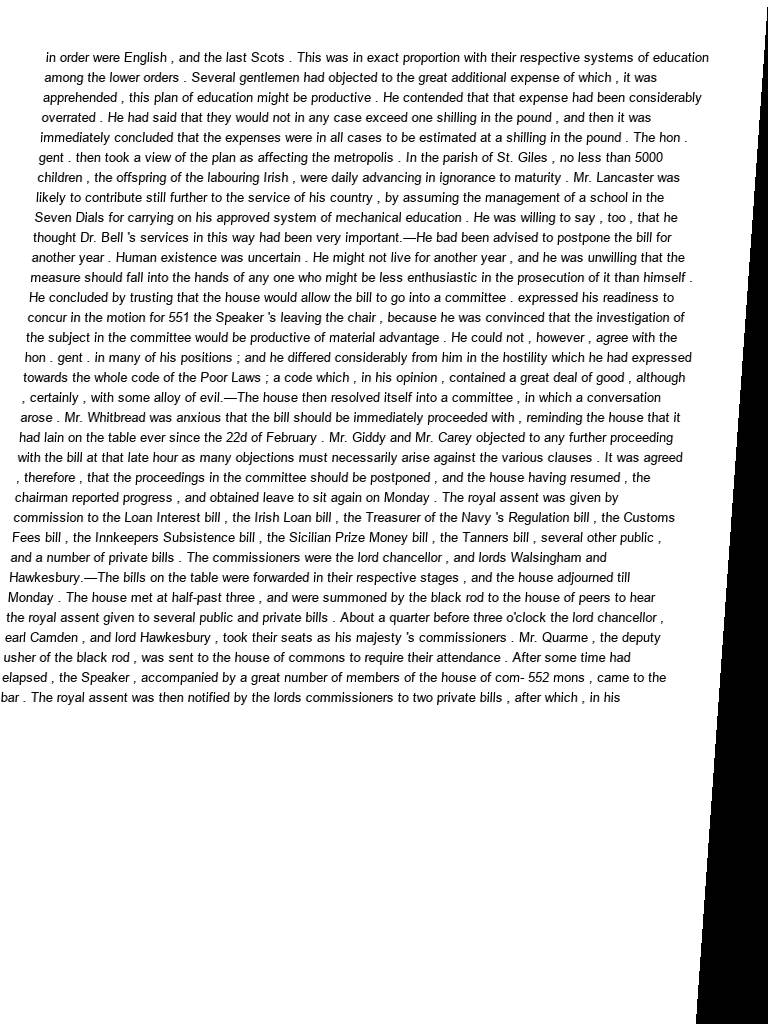 in order were English , and the last Scots . This was in exact proportion with their respective systems of education
among the lower orders . Several gentlemen had objected to the great additional expense of which , it was
apprehended , this plan of education might be productive . He contended that that expense had been considerably
overrated . He had said that they would not in any case exceed one shilling in the pound , and then it was
immediately concluded that the expenses were in all cases to be estimated at a shilling in the pound . The hon .
gent . then took a view of the plan as affecting the metropolis . In the parish of St. Giles , no less than 5000
children , the offspring of the labouring Irish , were daily advancing in ignorance to maturity . Mr. Lancaster was
likely to contribute still further to the service of his country , by assuming the management of a school in the
Seven Dials for carrying on his approved system of mechanical education . He was willing to say , too , that he
thought Dr. Bell 's services in this way had been very important.—He bad been advised to postpone the bill for
another year . Human existence was uncertain . He might not live for another year , and he was unwilling that the
measure should fall into the hands of any one who might be less enthusiastic in the prosecution of it than himself .
He concluded by trusting that the house would allow the bill to go into a committee . expressed his readiness to
concur in the motion for 551 the Speaker 's leaving the chair , because he was convinced that the investigation of
the subject in the committee would be productive of material advantage . He could not , however , agree with the
hon . gent . in many of his positions ; and he differed considerably from him in the hostility which he had expressed
towards the whole code of the Poor Laws ; a code which , in his opinion , contained a great deal of good , although
, certainly , with some alloy of evil.—The house then resolved itself into a committee , in which a conversation
arose . Mr. Whitbread was anxious that the bill should be immediately proceeded with , reminding the house that it
had lain on the table ever since the 22d of February . Mr. Giddy and Mr. Carey objected to any further proceeding
with the bill at that late hour as many objections must necessarily arise against the various clauses . It was agreed
, therefore , that the proceedings in the committee should be postponed , and the house having resumed , the
chairman reported progress , and obtained leave to sit again on Monday . The royal assent was given by
commission to the Loan Interest bill , the Irish Loan bill , the Treasurer of the Navy 's Regulation bill , the Customs
Fees bill , the Innkeepers Subsistence bill , the Sicilian Prize Money bill , the Tanners bill , several other public ,
and a number of private bills . The commissioners were the lord chancellor , and lords Walsingham and
Hawkesbury.—The bills on the table were forwarded in their respective stages , and the house adjourned till
Monday . The house met at half-past three , and were summoned by the black rod to the house of peers to hear
the royal assent given to several public and private bills . About a quarter before three o'clock the lord chancellor ,
earl Camden , and lord Hawkesbury , took their seats as his majesty 's commissioners . Mr. Quarme , the deputy
usher of the black rod , was sent to the house of commons to require their attendance . After some time had
elapsed , the Speaker , accompanied by a great number of members of the house of com- 552 mons , came to the
bar . The royal assent was then notified by the lords commissioners to two private bills , after which , in his